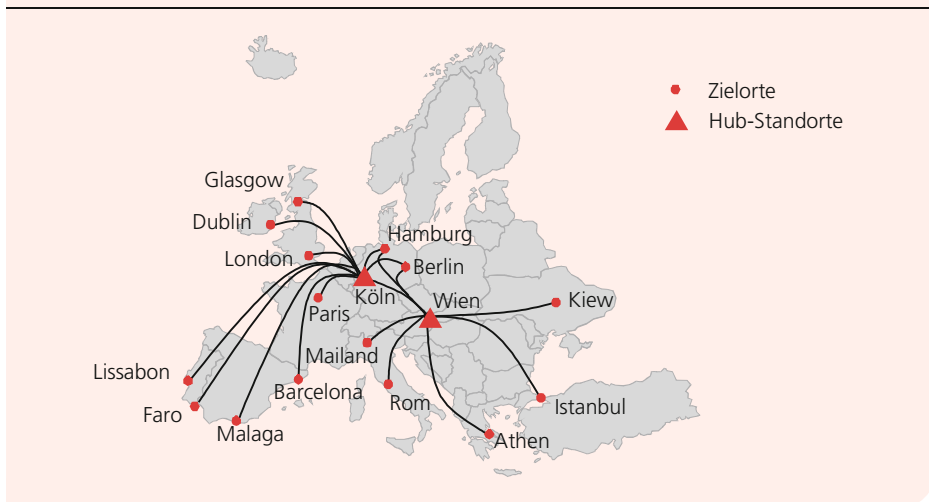 Zielorte
Hub-Standorte
Glasgow
Dublin
Hamburg
London
Berlin
Köln
Wien
Kiew
Paris
Mailand
Lissabon
Barcelona
Rom
Istanbul
Faro
Malaga
Athen